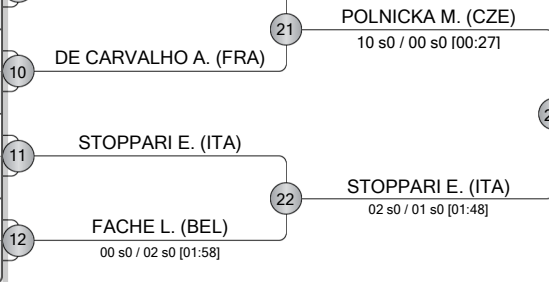 POLNICKA M. (CZE)
21
10 s0 / 00 s0 [00:27]
DE CARVALHO A. (FRA)
10
STOPPARI E. (ITA)
11
STOPPARI E. (ITA)
22
02 s0 / 01 s0 [01:48]
FACHE L. (BEL)
12
00 s0 / 02 s0 [01:58]